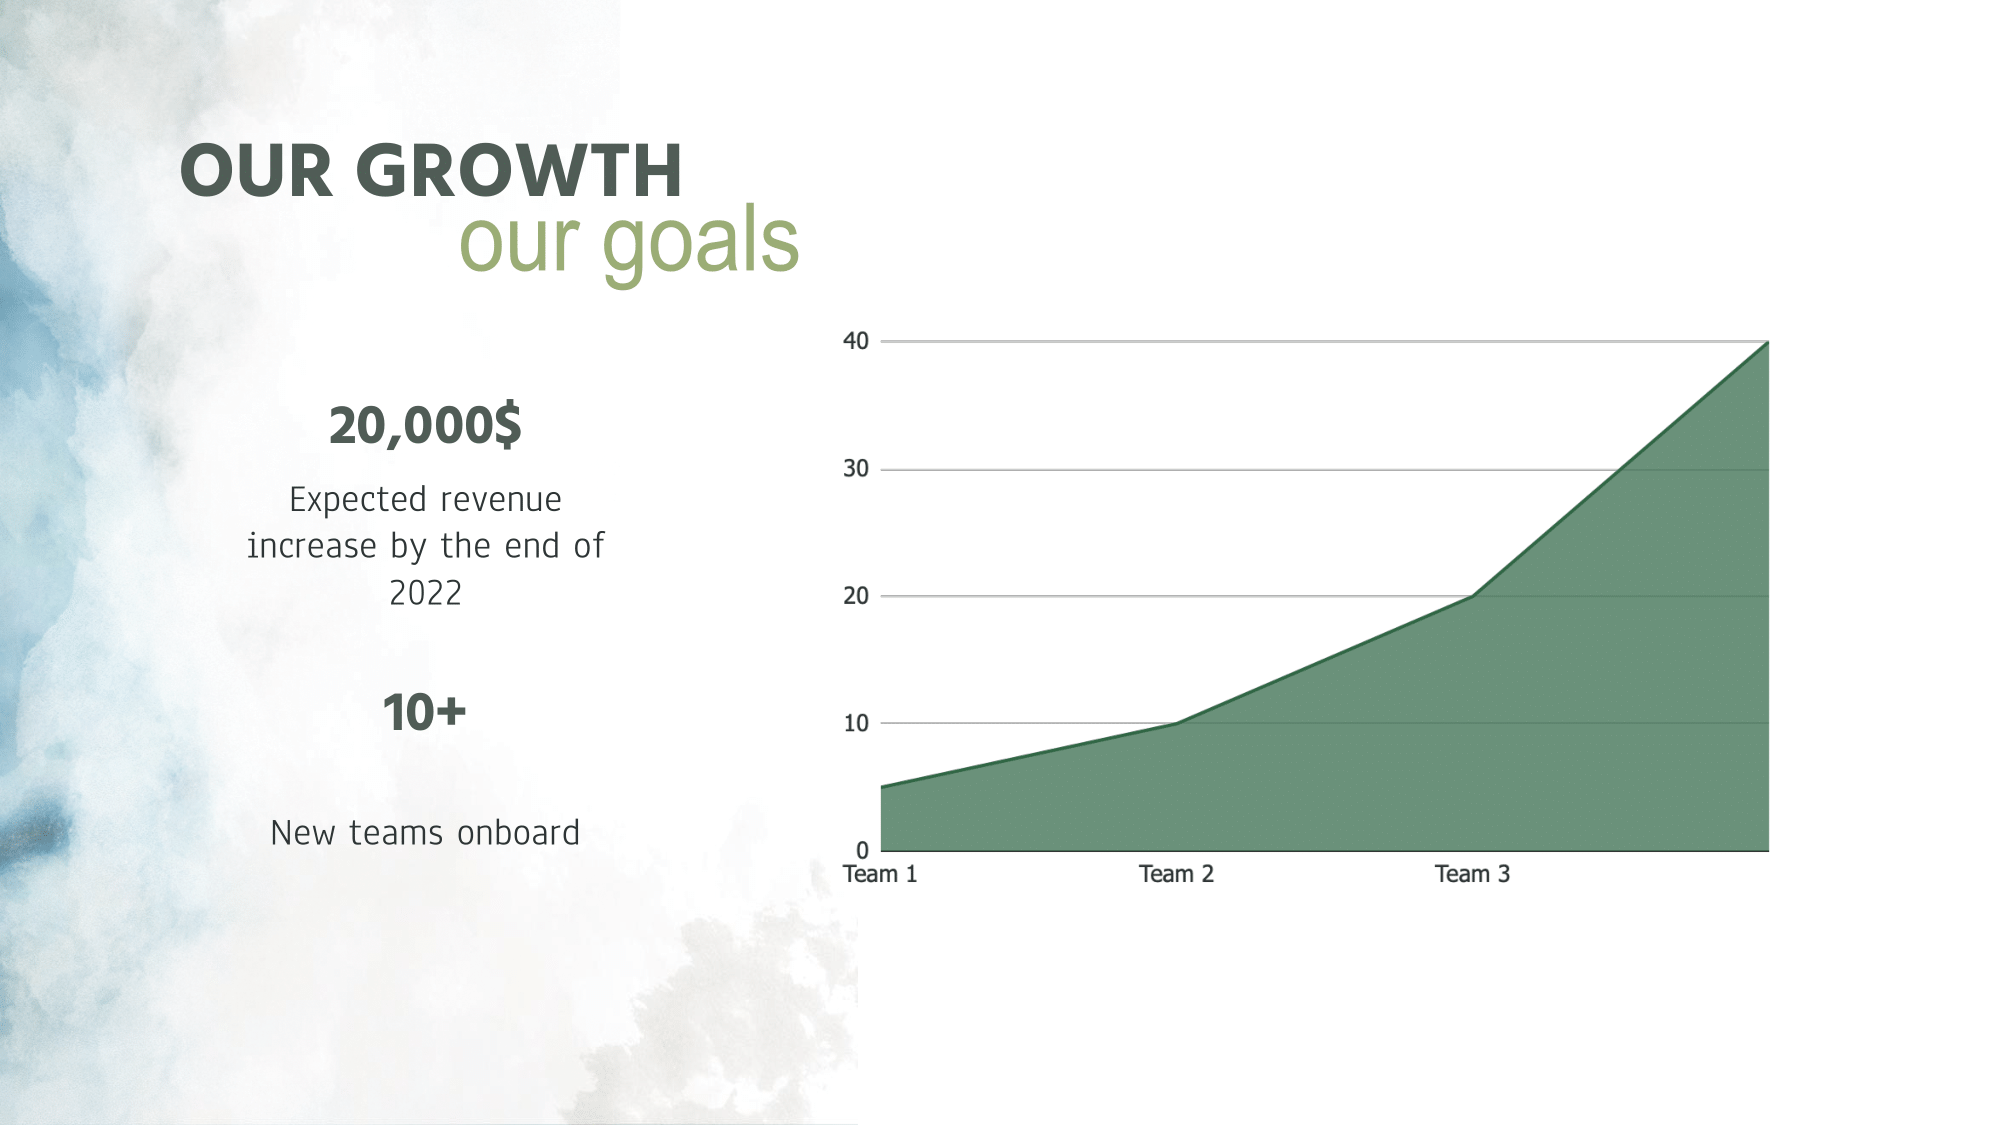 OUR GROWTH
our goals
20,000$
Expected revenue
increase by the end of
2022
10+
New teams onboard
40
30
20
10
0
Team 1 Team 2 Team 3